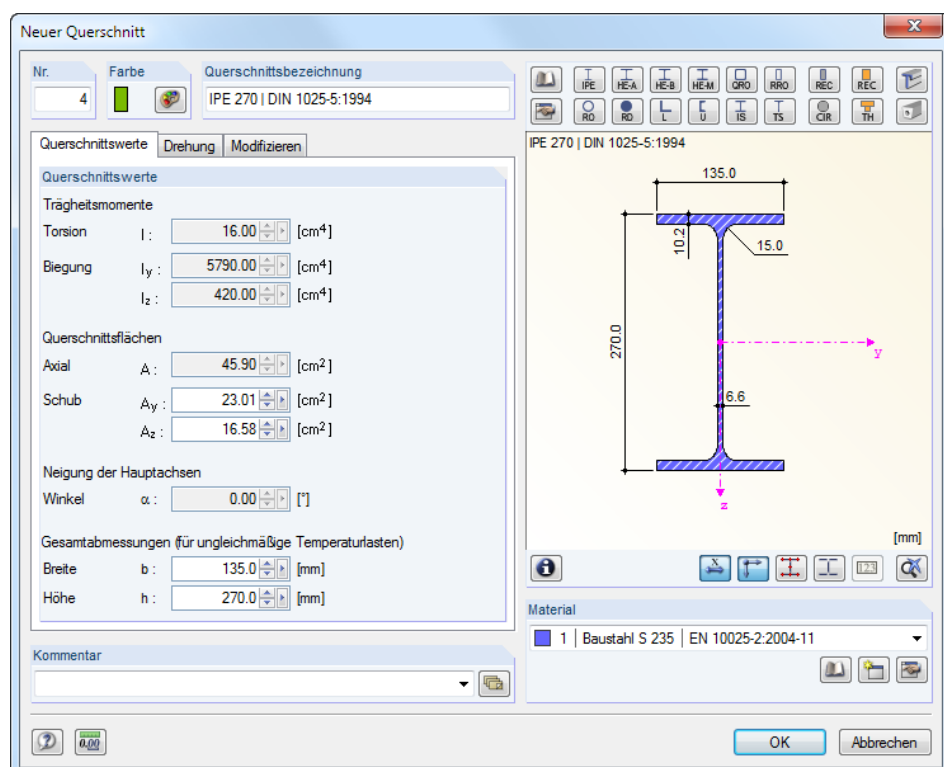 Neuer Querschnitt
Nr.
Farbe
Querschnittsbezeichnung
4
IPE 270 | DIN 1025-5:1994
Querschnittswerte
Drehung
Modifizieren
Querschnittswerte
Trägheitsmomente
Torsion I : 16.00 [cm4]
Biegung Iy : 5790.00 [cm4]
Iz : 420.00 [cm4]
Querschnittsflächen
Axial A : 45.90 [cm2]
Schub Ay : 23.01 [cm2]
Az : 16.58 [cm2]
Neigung der Hauptachsen
Winkel α : 0.00 [°]
Gesamtabmessungen (für ungleichmäßige Temperaturlasten)
Breite b : 135.0 [mm]
Höhe h : 270.0 [mm]
Kommentar
IPE HE-A HE-B HE-M QRO RRO REC REC
RO RO L U IS TS CIR TH
IPE 270 | DIN 1025-5:1994
135.0
10.2
15.0
270.0
y
6.6
z
[mm]
X
123
Material
1 | Baustahl S 235 | EN 10025-2:2004-11
0.00
OK
Abbrechen